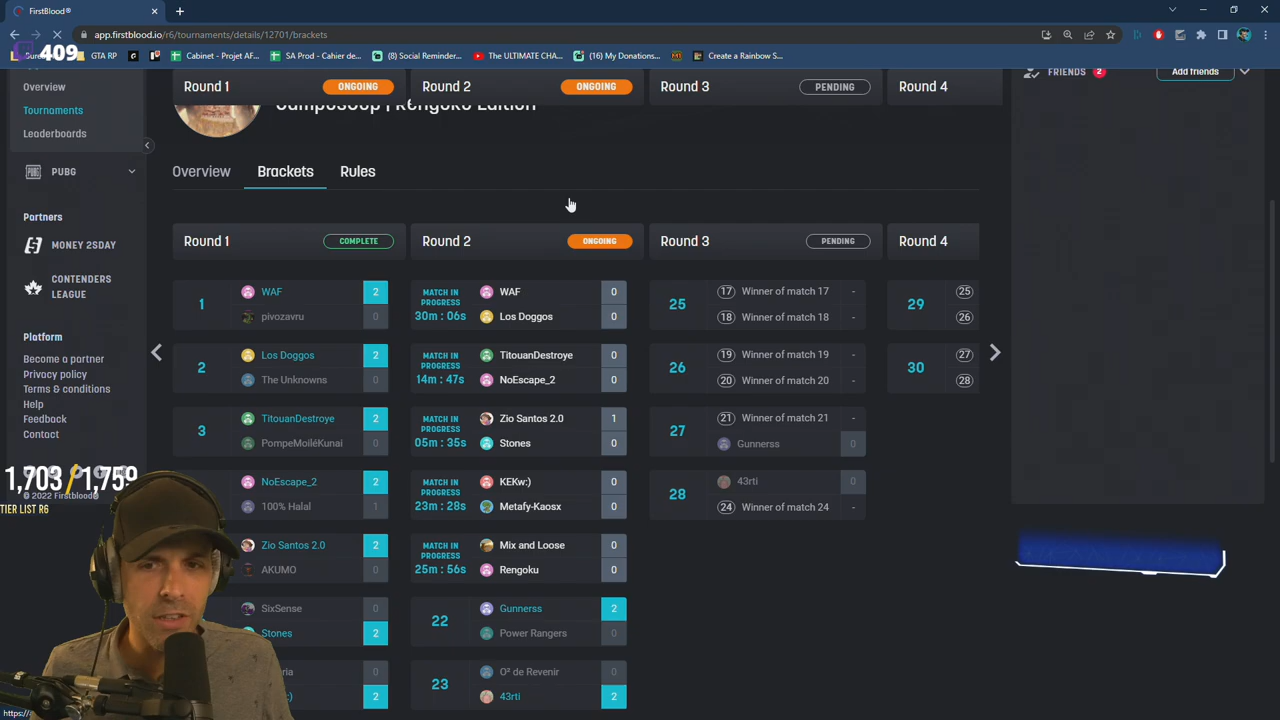 FirstBlood®
app.firstblood.io/r6/tournaments/details/12701/brackets
409
GTA RP
Cabinet - Projet AF...
SA Prod - Cahier de...
(8) Social Reminder...
The ULTIMATE CHA...
(16) My Donations...
Create a Rainbow S...
Overview
Tournaments
Leaderboards
PUBG
Partners
MONEY 2SDAY
CONTENDERS
LEAGUE
Platform
Become a partner
Privacy policy
Terms & conditions
Help
Feedback
Contact
1,703 / 1,759
© 2022 Firstblood®
TIER LIST R6
https://
Round 1 ONGOING
Round 2 ONGOING
Round 3 PENDING
Round 4
FRIENDS 2
Add friends
Overview
Brackets
Rules
Round 1 COMPLETE
Round 2 ONGOING
Round 3 PENDING
Round 4
1
WAF 2
pivozavru 0
2
Los Doggos 2
The Unknowns 0
3
TitouanDestroye 2
PompeMoiléKunai 0
NoEscape_2 2
100% Halal 1
Zio Santos 2.0 2
AKUMO 0
SixSense 0
Stones 2
0
2
MATCH IN
PROGRESS
30m : 06s
WAF 0
Los Doggos 0
MATCH IN
PROGRESS
14m : 47s
TitouanDestroye 0
NoEscape_2 0
MATCH IN
PROGRESS
05m : 35s
Zio Santos 2.0 1
Stones 0
MATCH IN
PROGRESS
23m : 28s
KEKw:) 0
Metafy-Kaosx 0
MATCH IN
PROGRESS
25m : 56s
Mix and Loose 0
Rengoku 0
22
Gunnerss 2
Power Rangers 0
23
O² de Revenir 0
43rti 2
25
17 Winner of match 17 -
18 Winner of match 18 -
26
19 Winner of match 19 -
20 Winner of match 20 -
27
21 Winner of match 21 -
Gunnerss 0
28
43rti 0
24 Winner of match 24 -
29
25
26
30
27
28